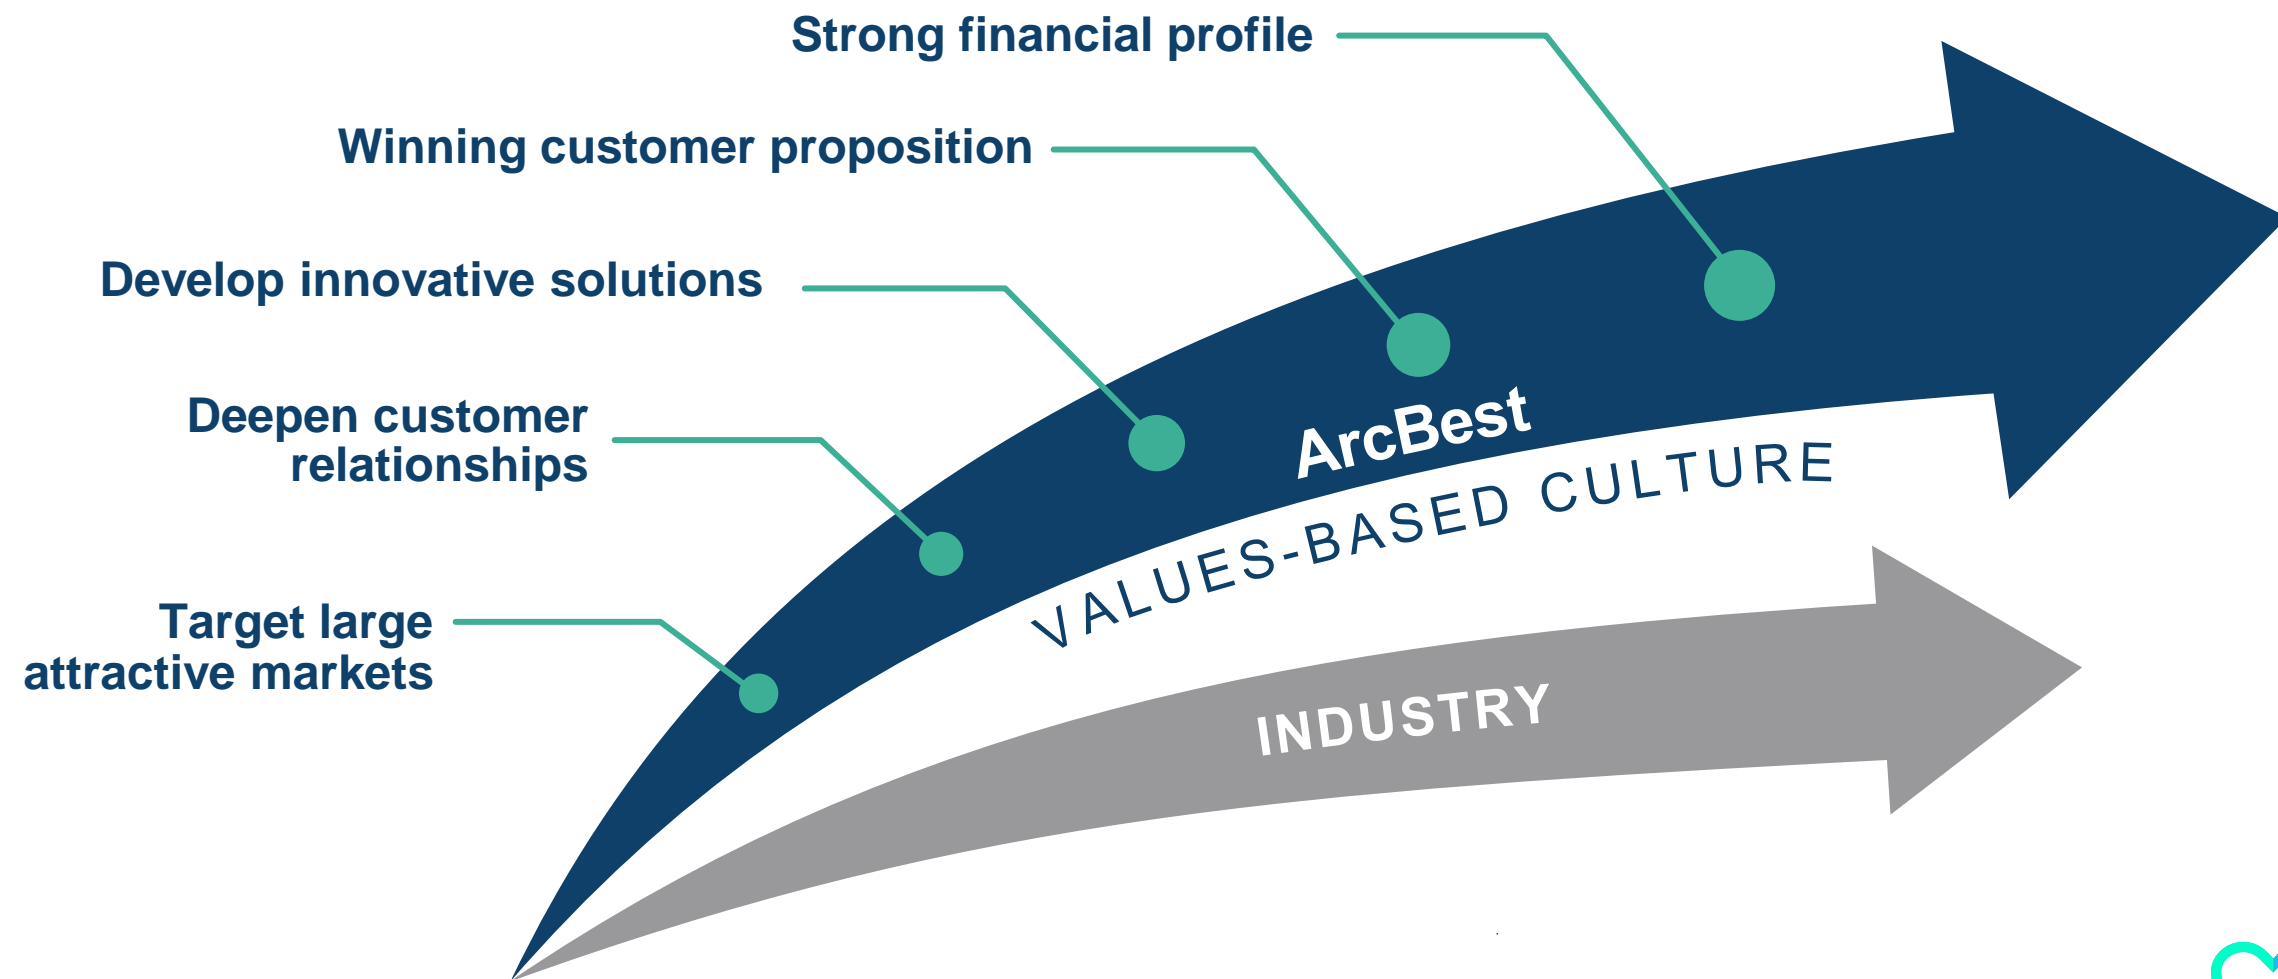 Strong financial profile
Winning customer proposition
Develop innovative solutions
Deepen customer
relationships
Target large
attractive markets
ArcBest
VALUES-BASED CULTURE
INDUSTRY